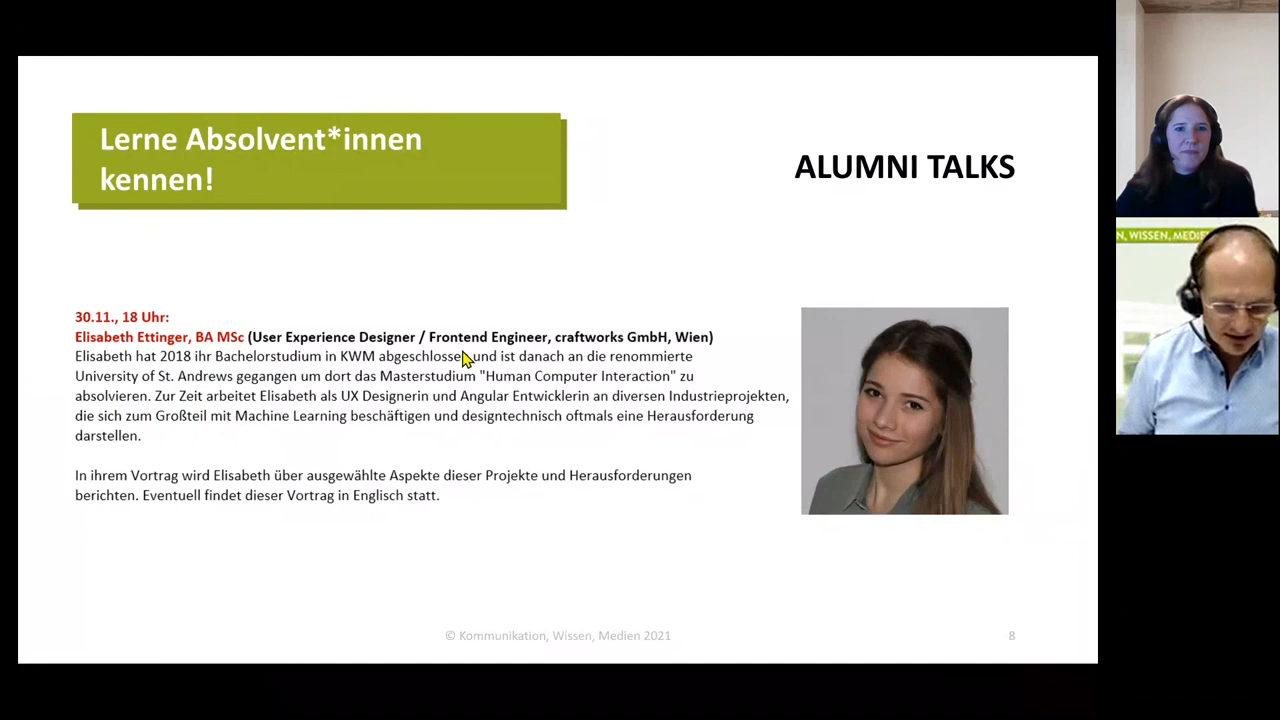 Lerne Absolvent*innen
kennen!
ALUMNI TALKS
30.11., 18 Uhr:
Elisabeth Ettinger, BA MSc (User Experience Designer / Frontend Engineer, craftworks GmbH, Wien)
Elisabeth hat 2018 ihr Bachelorstudium in KWM abgeschlossen und ist danach an die renommierte
University of St. Andrews gegangen um dort das Masterstudium "Human Computer Interaction" zu
absolvieren. Zur Zeit arbeitet Elisabeth als UX Designerin und Angular Entwicklerin an diversen Industrieprojekten,
die sich zum Großteil mit Machine Learning beschäftigen und designtechnisch oftmals eine Herausforderung
darstellen.
In ihrem Vortrag wird Elisabeth über ausgewählte Aspekte dieser Projekte und Herausforderungen
berichten. Eventuell findet dieser Vortrag in Englisch statt.
© Kommunikation, Wissen, Medien 2021
8
N, WISSEN, MEDIE